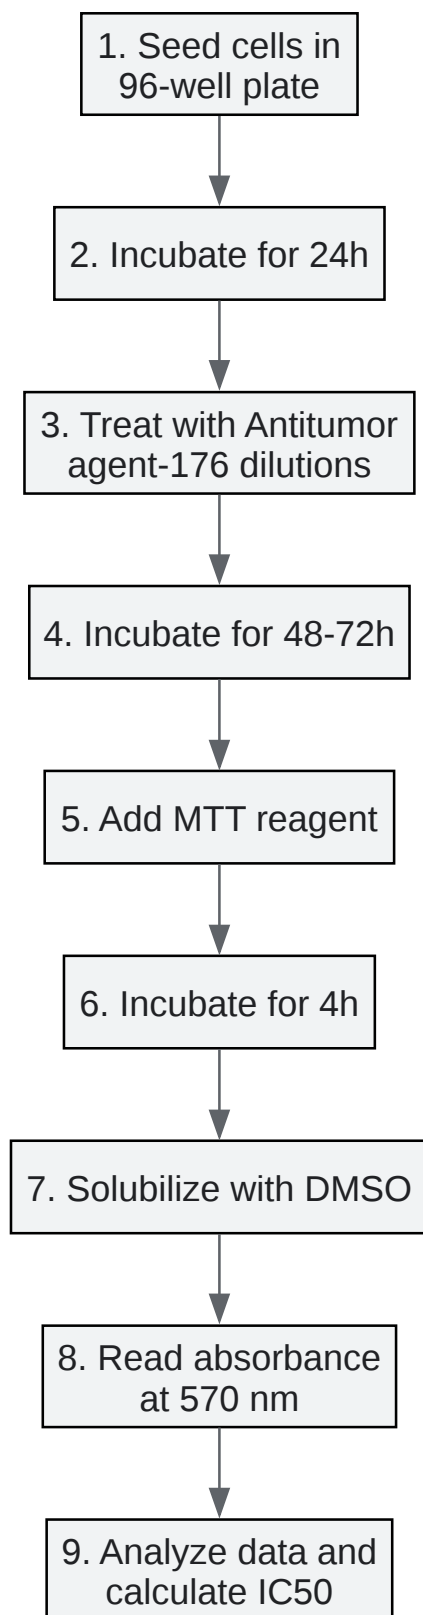 1. Seed cells in
96-well plate
2. Incubate for 24h
3. Treat with Antitumor
agent-176 dilutions
4. Incubate for 48-72h
5. Add MTT reagent
6. Incubate for 4h
7. Solubilize with DMSO
8. Read absorbance
at 570 nm
9. Analyze data and
calculate IC50